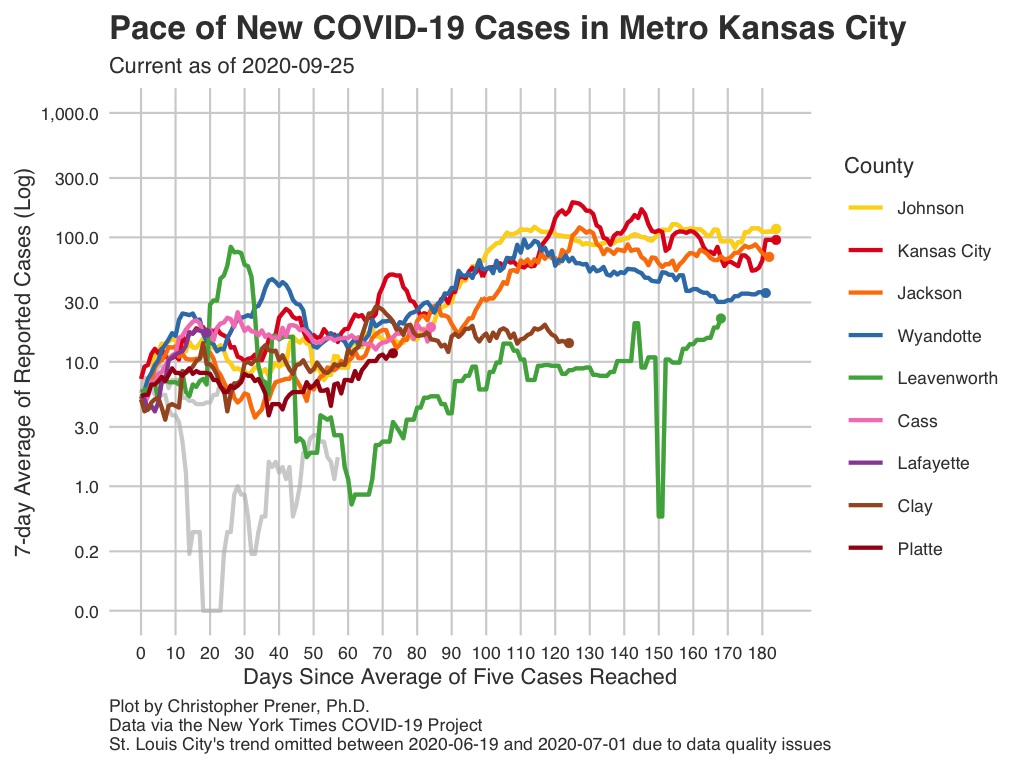 Pace of New COVID-19 Cases in Metro Kansas City
Current as of 2020-09-25
7-day Average of Reported Cases (Log)
1,000.0
300.0
100.0
30.0
10.0
3.0
1.0
0.2
0.0
0 10 20 30 40 50 60 70 80 90 100 110 120 130 140 150 160 170 180
Days Since Average of Five Cases Reached
County
Johnson
Kansas City
Jackson
Wyandotte
Leavenworth
Cass
Lafayette
Clay
Platte
Plot by Christopher Prener, Ph.D.
Data via the New York Times COVID-19 Project
St. Louis City's trend omitted between 2020-06-19 and 2020-07-01 due to data quality issues